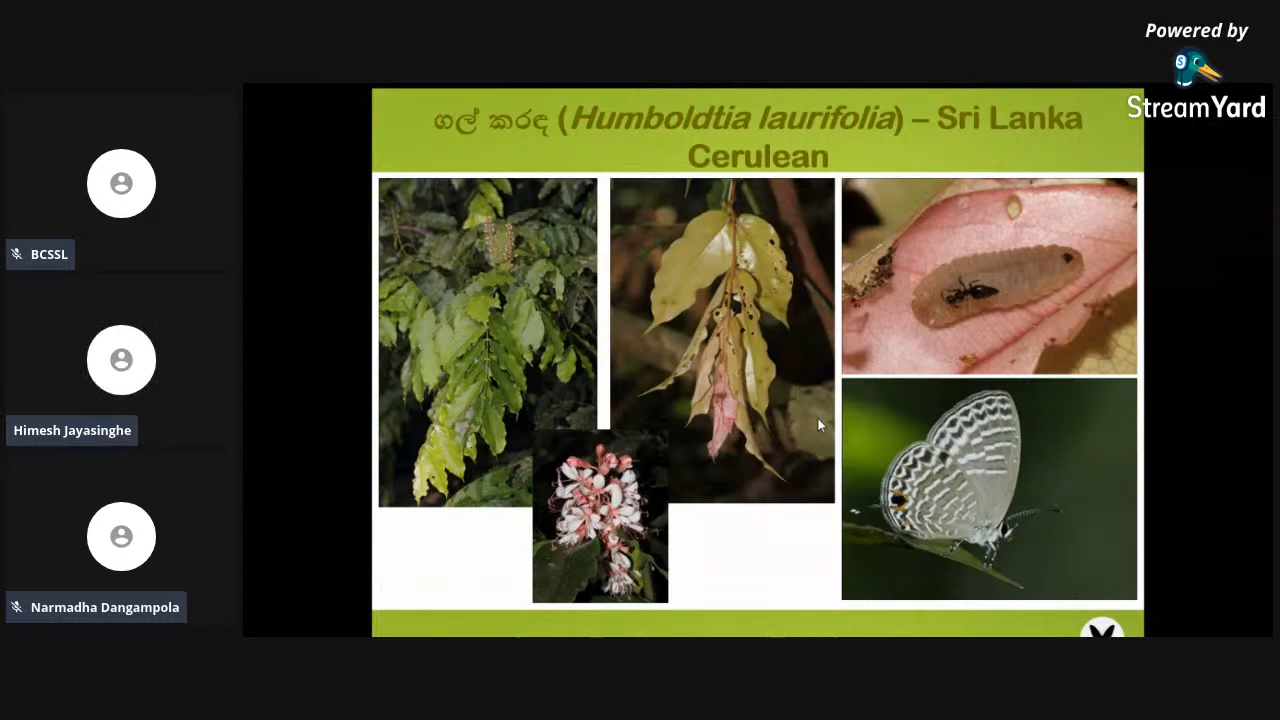 Powered by
StreamYard
ගල් කරඳ (Humboldtia laurifolia) – Sri Lanka
Cerulean
BCSSL
Himesh Jayasinghe
Narmadha Dangampola